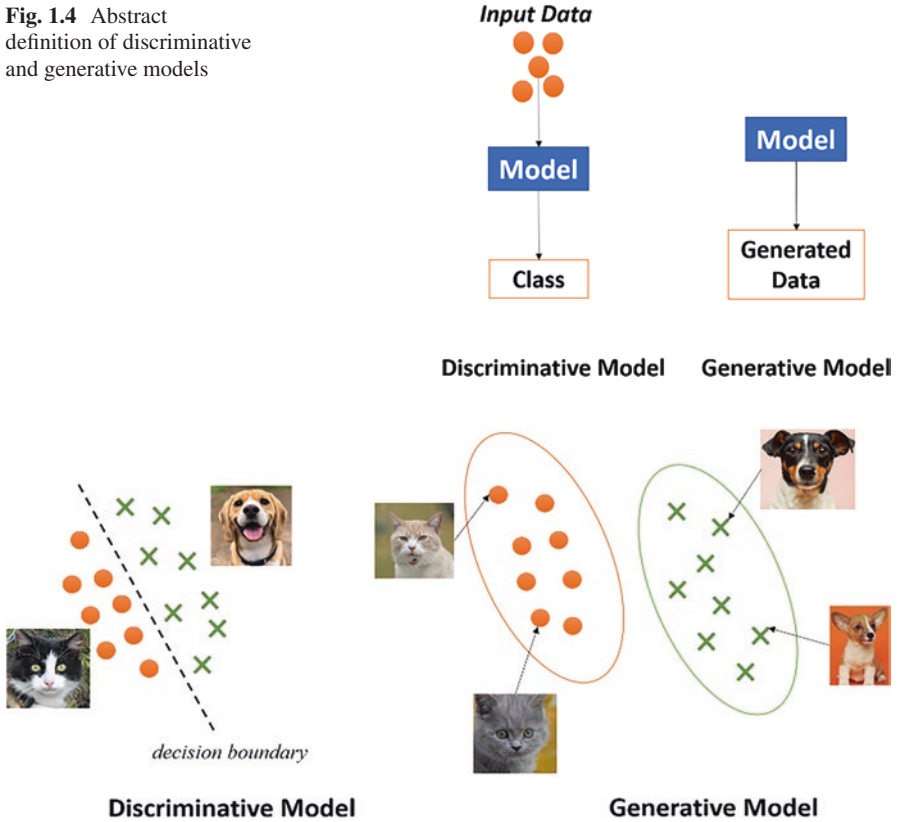 Fig. 1.4 Abstract
definition of discriminative
and generative models
Input Data
Model
Class
Discriminative Model
Model
Generated
Data
Generative Model
decision boundary
Discriminative Model
Generative Model